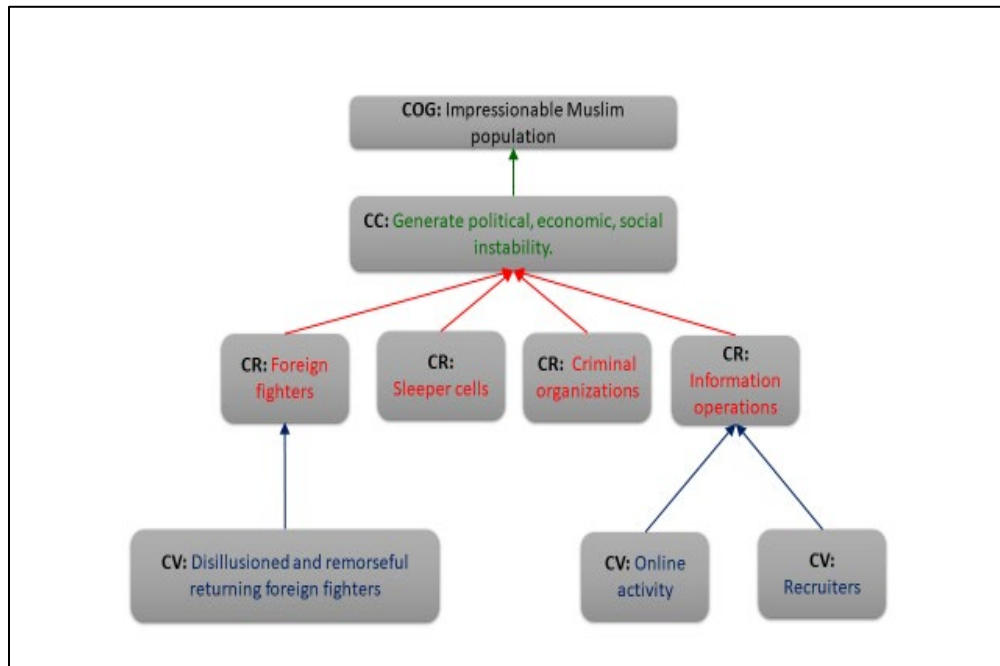 COG: Impressionable Muslim
population
CC: Generate political, economic, social
instability.
CR: Foreign
fighters
CR:
Sleeper cells
CR: Criminal
organizations
CR:
Information
operations
CV: Disillusioned and remorseful
returning foreign fighters
CV: Online
activity
CV:
Recruiters